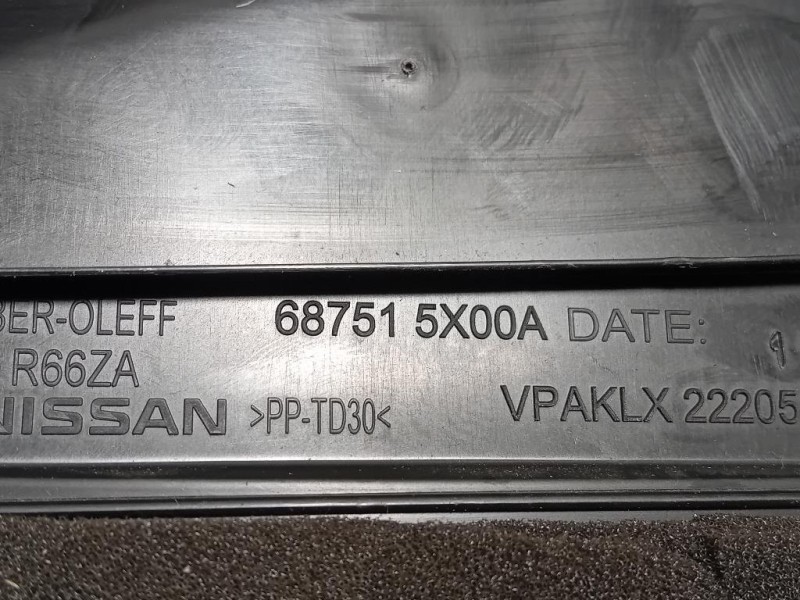 BER-OLEFF 68751 5X00A DATE:
R66ZA
NISSAN >PP-TD30< VPAKLX 22205